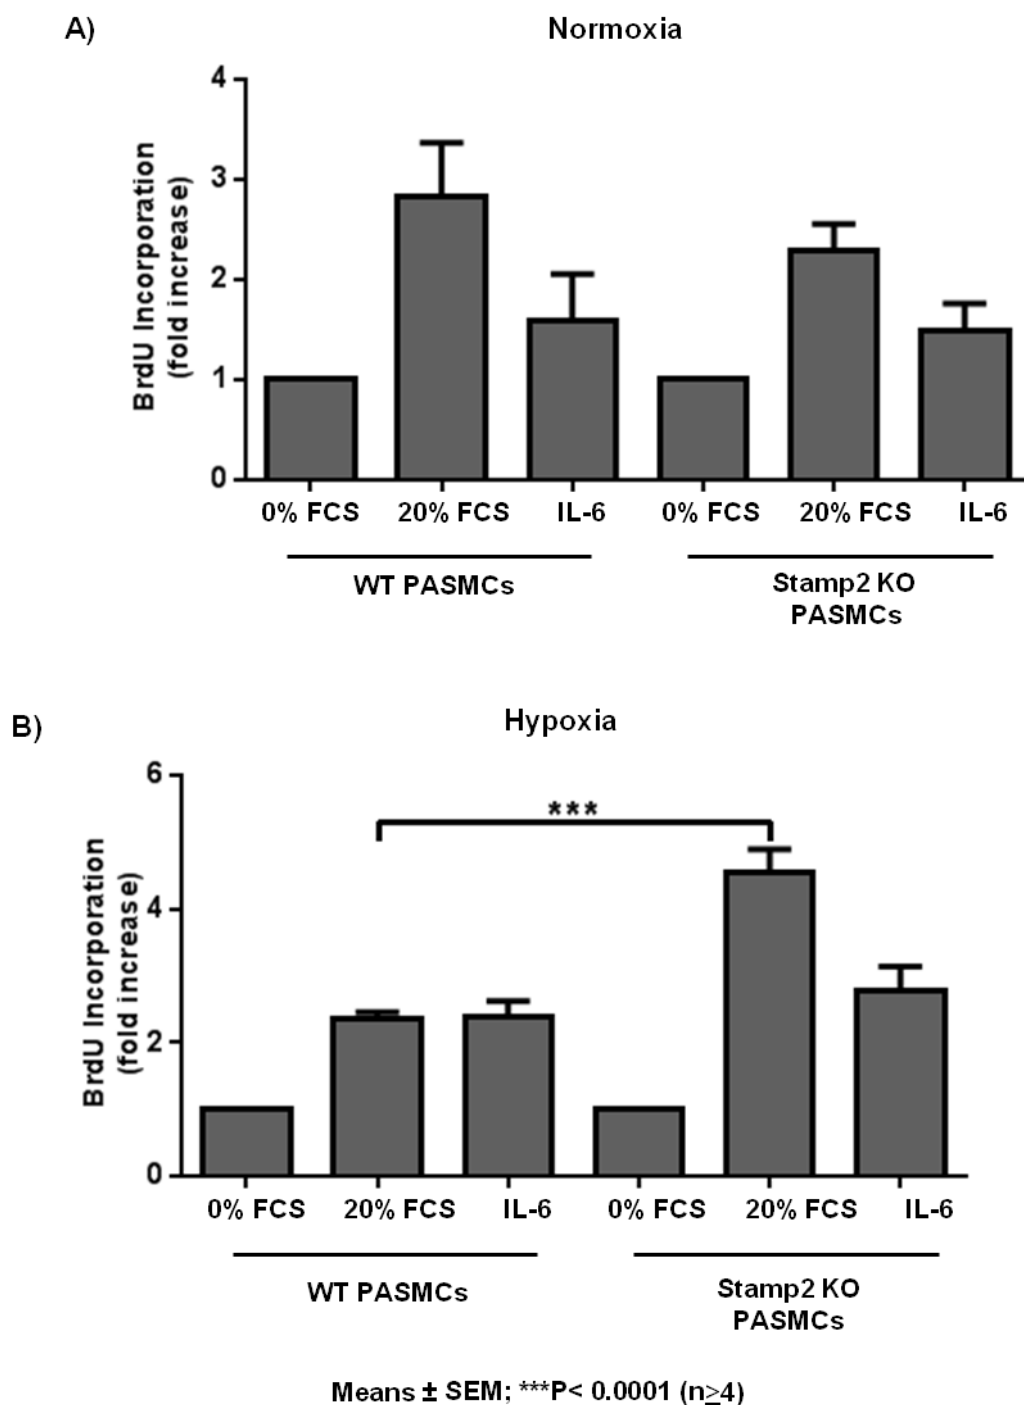 A)
Normoxia
BrdU Incorporation
(fold increase)
4
3
2
1
0
0% FCS 20% FCS IL-6 0% FCS 20% FCS IL-6
WT PASMCs
Stamp2 KO
PASMCs
B)
Hypoxia
BrdU Incorporation
(fold increase)
6
4
2
0
***
0% FCS 20% FCS IL-6 0% FCS 20% FCS IL-6
WT PASMCs
Stamp2 KO
PASMCs
Means ± SEM; ***P< 0.0001 (n≥4)